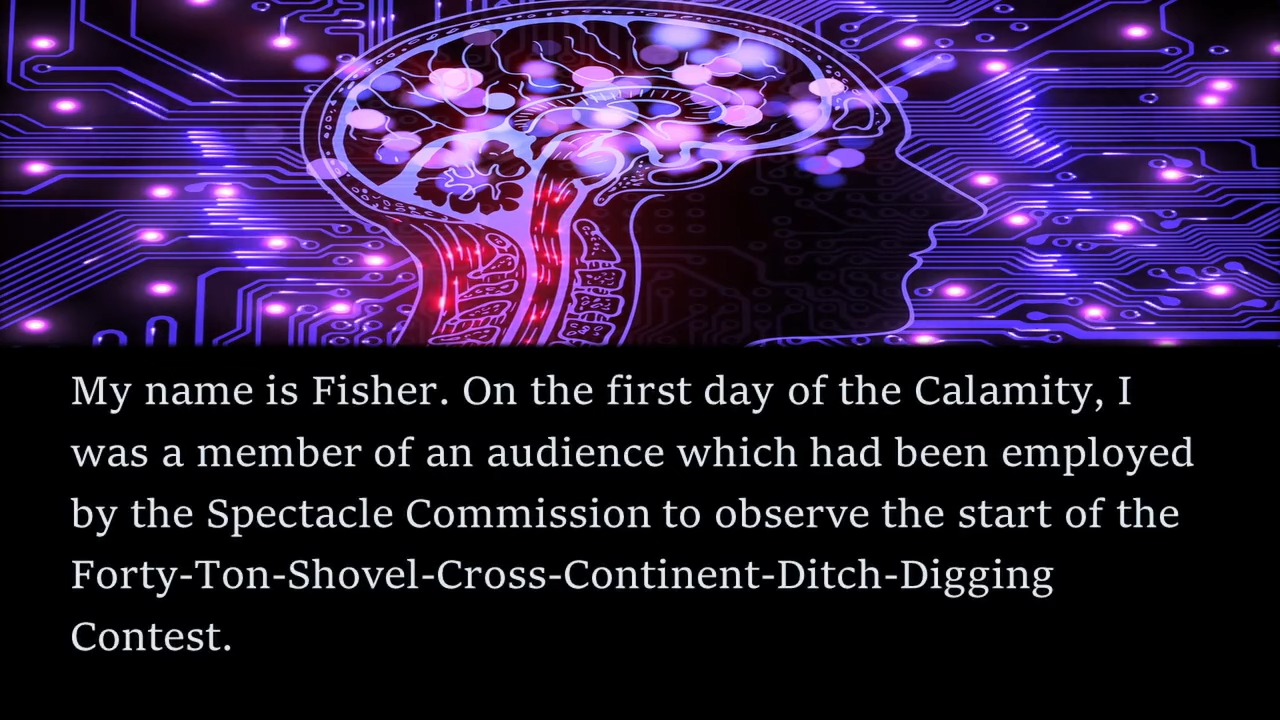 My name is Fisher. On the first day of the Calamity, I
was a member of an audience which had been employed
by the Spectacle Commission to observe the start of the
Forty-Ton-Shovel-Cross-Continent-Ditch-Digging
Contest.